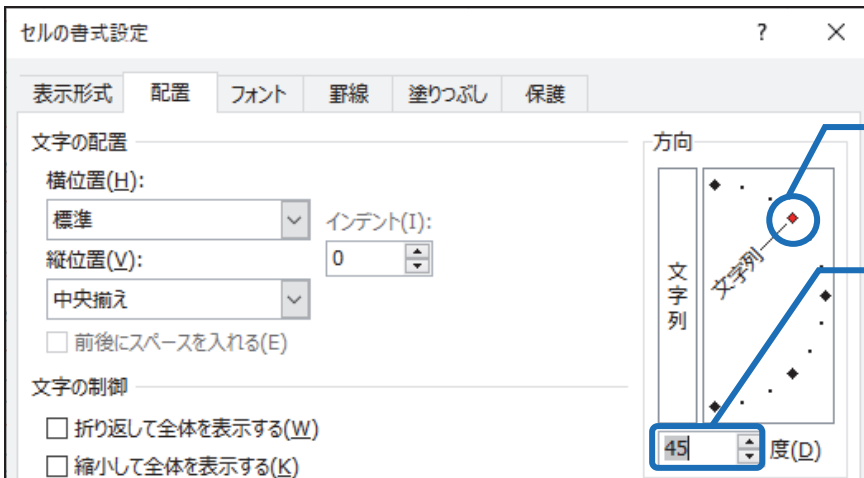 セルの書式設定 ?
表示形式 配置 フォント 罫線 塗りつぶし 保護
文字の配置
横位置(H):
標準
インデント(I):
0
縦位置(V):
中央揃え
前後にスペースを入れる(E)
文字の制御
折り返して全体を表示する(W)
縮小して全体を表示する(K)
方向
文字列
文字列
45 度(D)